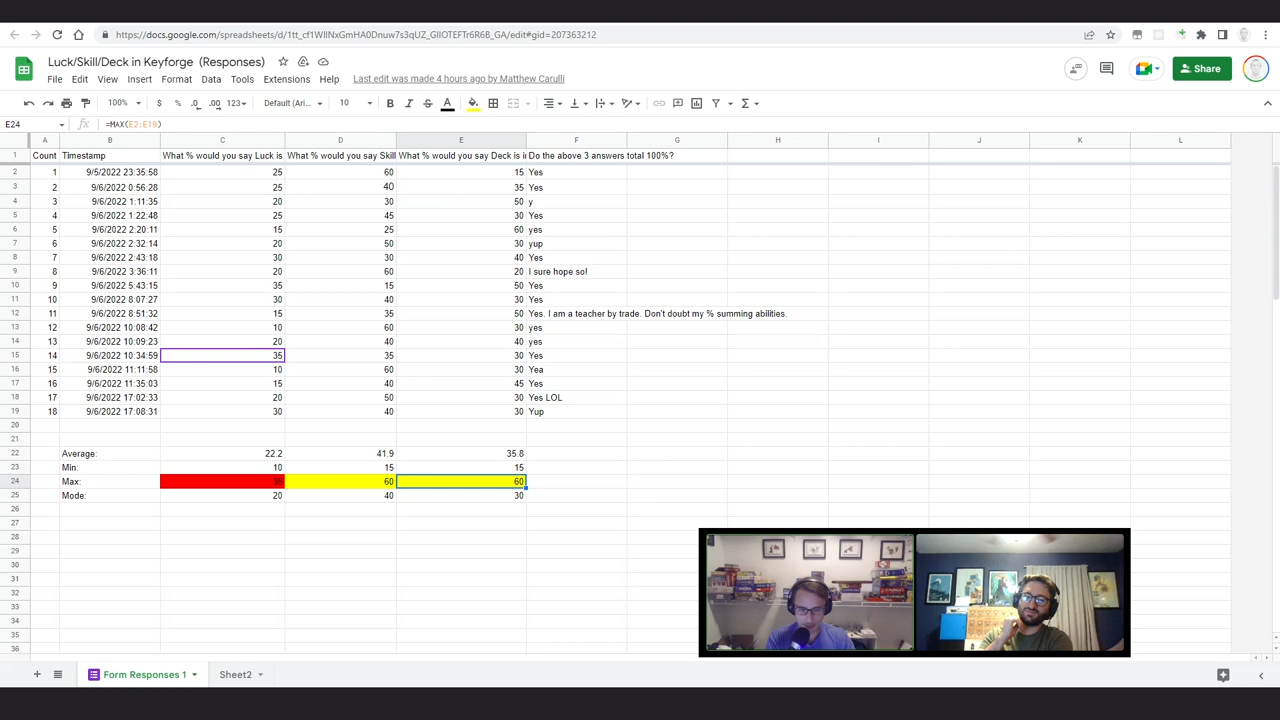 https://docs.google.com/spreadsheets/d/1tt_cf1WIINxGmHA0Dnuw7s3qUZ_GIIOTEFTr6R6B_GA/edit#gid=207363212
Luck/Skill/Deck in Keyforge (Responses)
File Edit View Insert Format Data Tools Extensions Help Last edit was made 4 hours ago by Matthew Carulli
Share
100% $ % .0 .00 123 Default (Ari... 10 B I S A
E24 fx =MAX(E2:E19)
A B C D E F G H I J K L
1 Count Timestamp What % would you say Luck is What % would you say Skill What % would you say Deck is i Do the above 3 answers total 100%?
2 1 9/5/2022 23:35:58 25 60 15 Yes
3 2 9/6/2022 0:56:28 25 40 35 Yes
4 3 9/6/2022 1:11:35 20 30 50 y
5 4 9/6/2022 1:22:48 25 45 30 Yes
6 5 9/6/2022 2:20:11 15 25 60 yes
7 6 9/6/2022 2:32:14 20 50 30 yup
8 7 9/6/2022 2:43:18 30 30 40 Yes
9 8 9/6/2022 3:36:11 20 60 20 I sure hope so!
10 9 9/6/2022 5:43:15 35 15 50 Yes
11 10 9/6/2022 8:07:27 30 40 30 Yes
12 11 9/6/2022 8:51:32 15 35 50 Yes. I am a teacher by trade. Don't doubt my % summing abilities.
13 12 9/6/2022 10:08:42 10 60 30 yes
14 13 9/6/2022 10:09:23 20 40 40 yes
15 14 9/6/2022 10:34:59 35 35 30 Yes
16 15 9/6/2022 11:11:58 10 60 30 Yea
17 16 9/6/2022 11:35:03 15 40 45 Yes
18 17 9/6/2022 17:02:33 20 50 30 Yes LOL
19 18 9/6/2022 17:08:31 30 40 30 Yup
20
21
22 Average: 22.2 41.9 35.8
23 Min: 10 15 15
24 Max: 60 60
25 Mode: 20 40 30
26
27
28
29
30
31
32
33
34
35
36
Form Responses 1 Sheet2